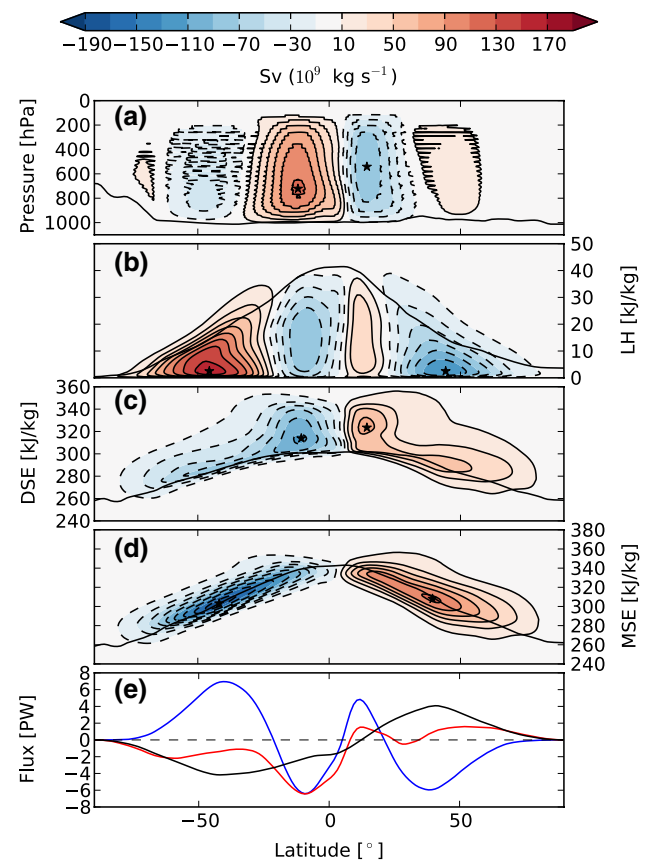 −190 −150 −110 −70 −30 10 50 90 130 170
Sv (10⁹ kg s⁻¹)
(a)
Pressure [hPa]
0
200
400
600
800
1000
(b)
LH [kJ/kg]
50
40
30
20
10
0
(c)
DSE [kJ/kg]
360
340
320
300
280
260
240
(d)
MSE [kJ/kg]
380
360
340
320
300
280
260
240
(e)
Flux [PW]
8
6
4
2
0
−2
−4
−6
−8
−50 0 50
Latitude [°]